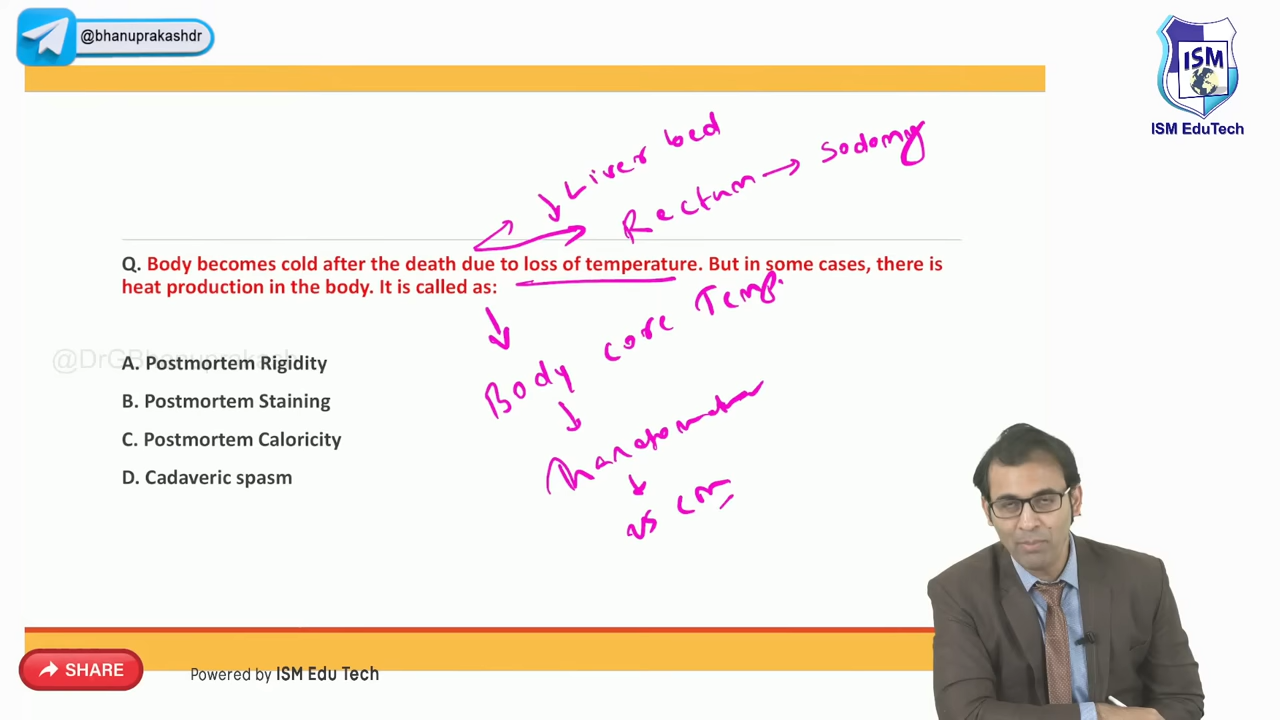 @bhanuprakashdr
ISM
ISM EduTech
Liver bed
Rectum → Sodomy
Q. Body becomes cold after the death due to loss of temperature. But in some cases, there is
heat production in the body. It is called as:
Body core Temp.
@DrGBhanuprakash
A. Postmortem Rigidity
B. Postmortem Staining
C. Postmortem Caloricity
D. Cadaveric spasm
cm
SHARE
Powered by ISM Edu Tech